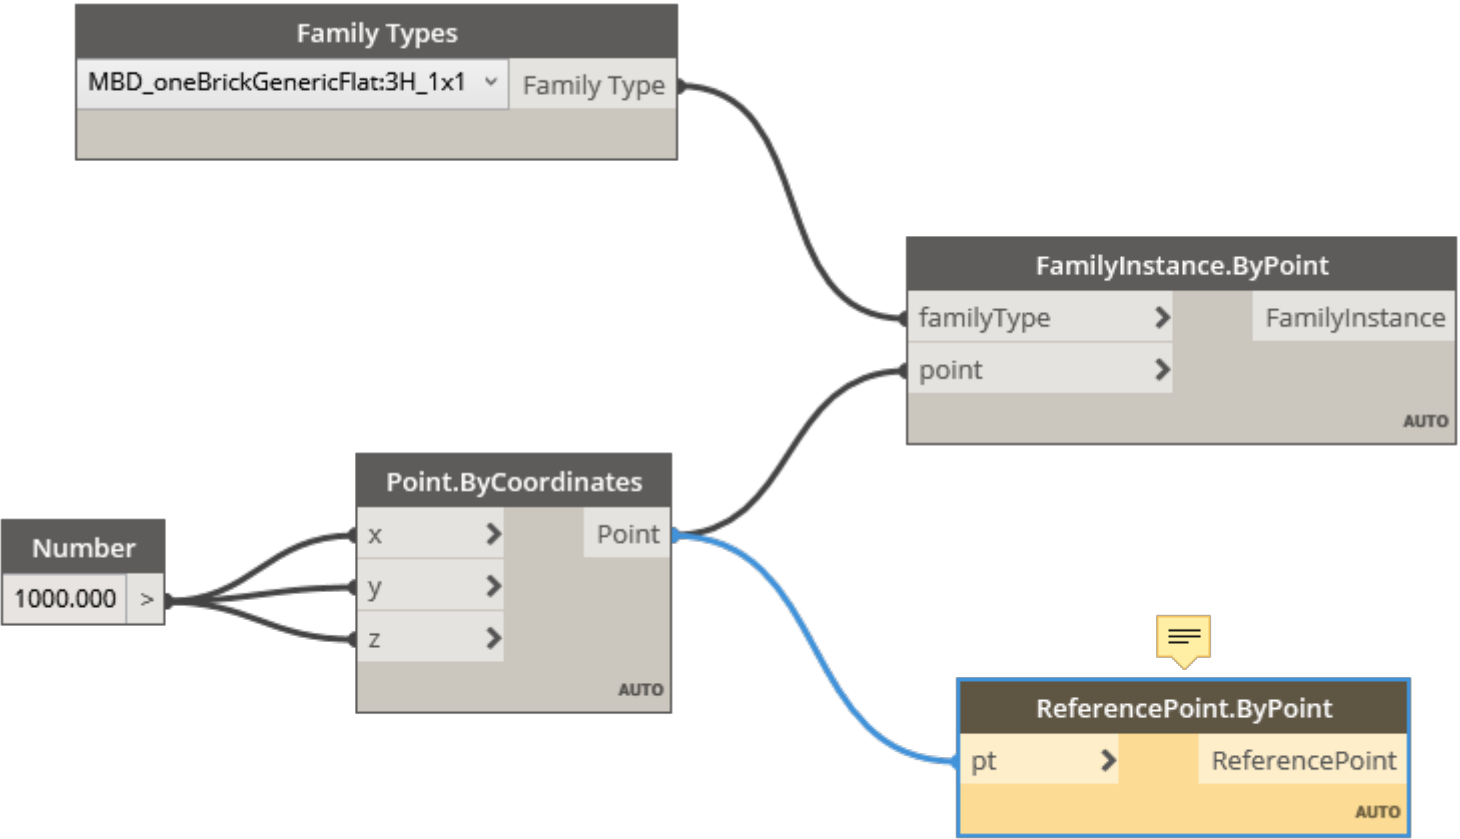 Family Types
MBD_oneBrickGenericFlat:3H_1x1
Family Type
FamilyInstance.ByPoint
familyType
FamilyInstance
point
AUTO
Point.ByCoordinates
x
Point
y
z
AUTO
Number
1000.000 >
ReferencePoint.ByPoint
pt
ReferencePoint
AUTO